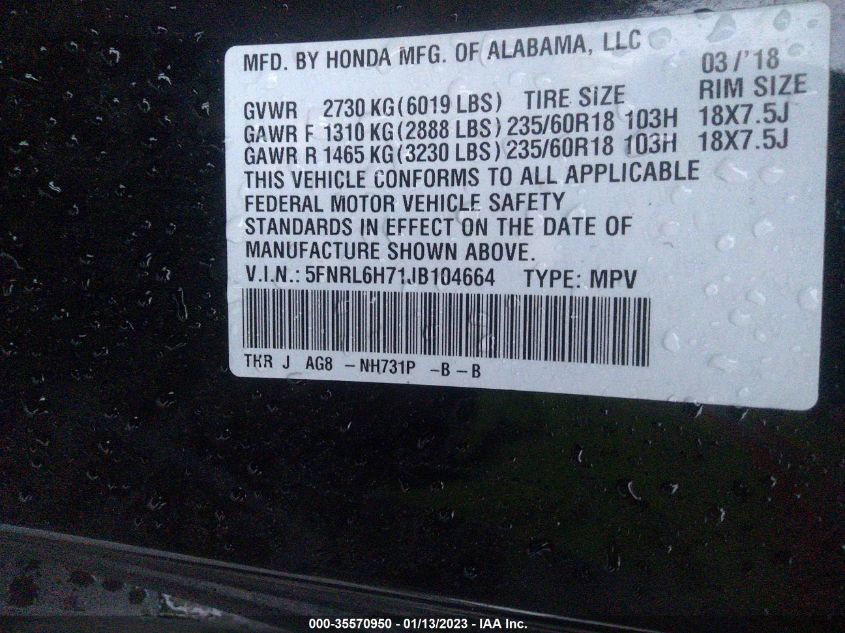 MFD. BY HONDA MFG. OF ALABAMA, LLC 03 /'18
GVWR 2730 KG (6019 LBS) TIRE SIZE RIM SIZE
GAWR F 1310 KG (2888 LBS) 235/60R18 103H 18X7.5J
GAWR R 1465 KG (3230 LBS) 235/60R18 103H 18X7.5J
THIS VEHICLE CONFORMS TO ALL APPLICABLE
FEDERAL MOTOR VEHICLE SAFETY
STANDARDS IN EFFECT ON THE DATE OF
MANUFACTURE SHOWN ABOVE.
V.I.N.: 5FNRL6H71JB104664 TYPE: MPV
TKR J AG8 - NH731P -B - B
000-35570950 - 01/13/2023 - IAA Inc.